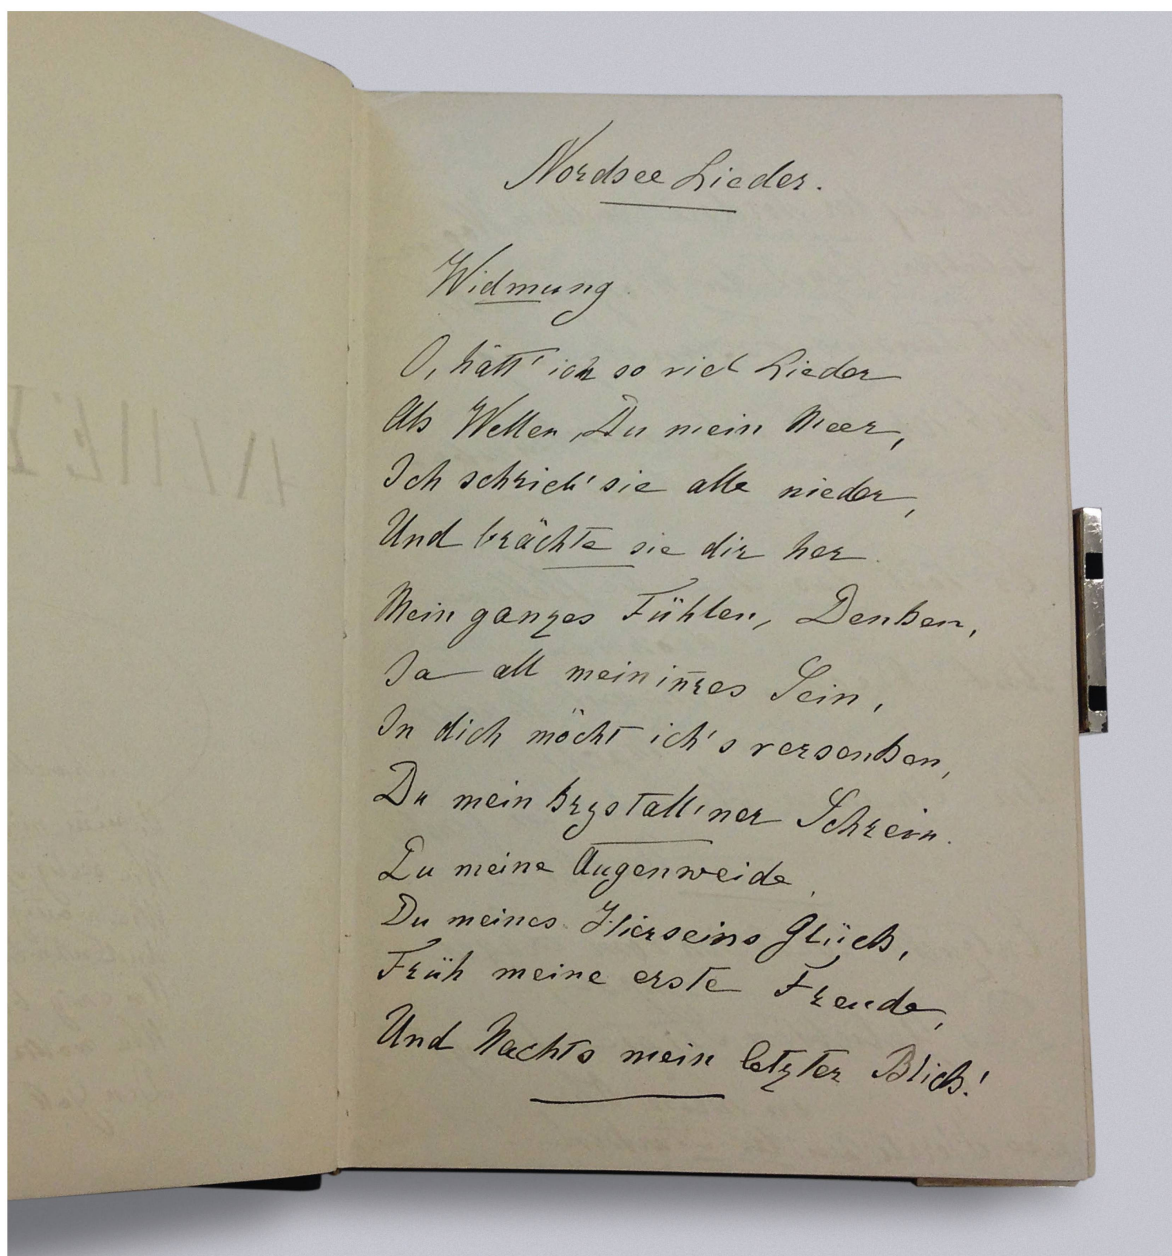 Nordsee Lieder.
Widmung.
O, hätt' ich so viel Lieder
Als Wellen, Du mein Meer,
Ich schrieb' sie alle nieder,
Und brächte sie dir her.
Mein ganzes Fühlen, Denken,
Ja all mein inn̄res Sein,
In dich möcht ich's versenken,
Du mein krystall'ner Schrein.
Du meine Augenweide,
Du meines Hierseins Glück,
Früh meine erste Freude,
Und Nachts mein letzter Blick!